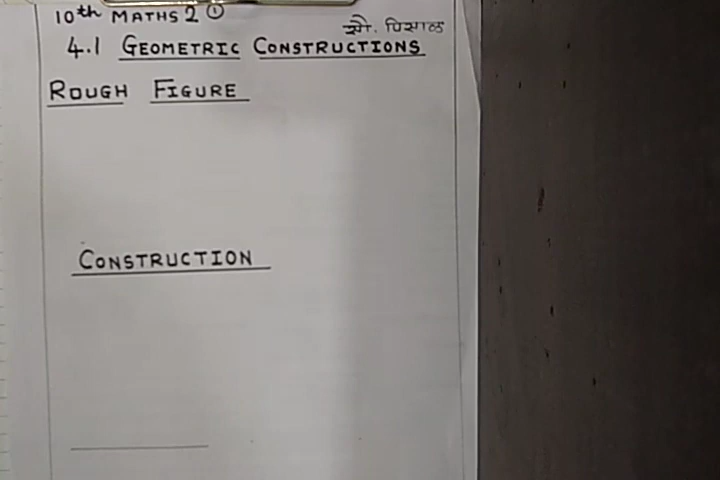 10th MATHS 2 ①
सौ. पिसाळ
4.1 GEOMETRIC CONSTRUCTIONS
ROUGH FIGURE
CONSTRUCTION